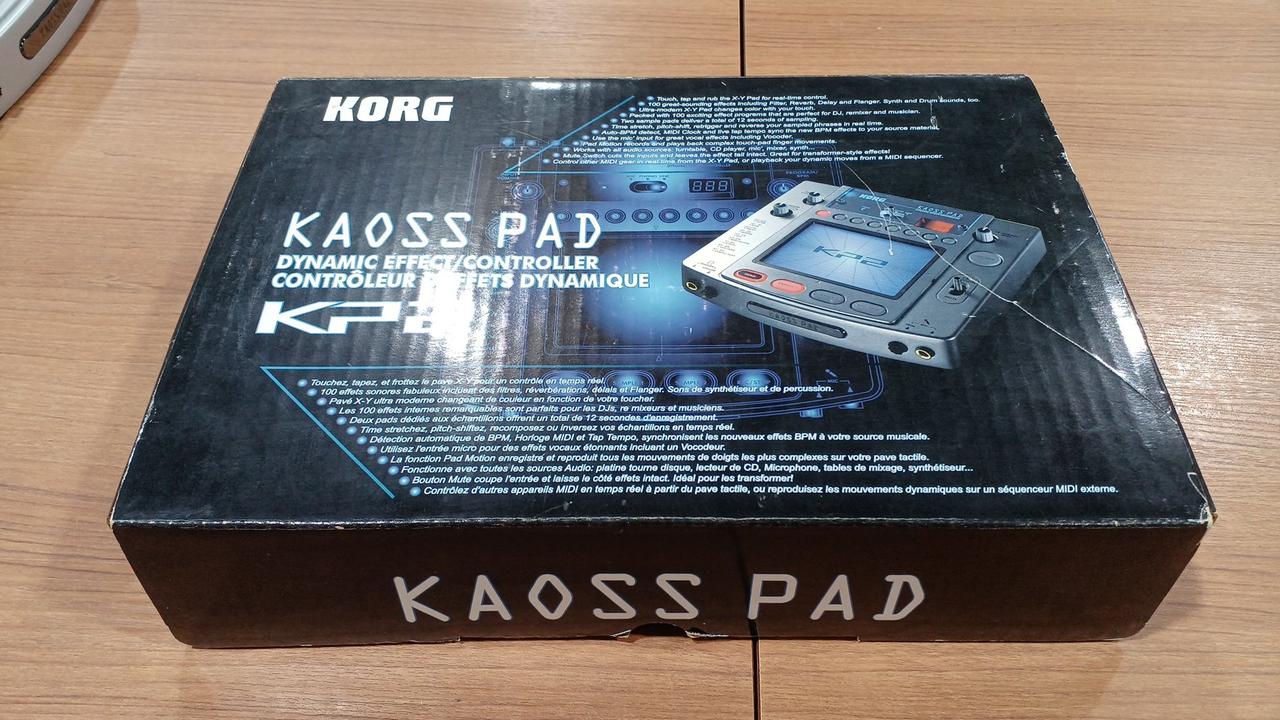 KORG
Touch, tap and rub the X-Y Pad for real-time control.
100 great-sounding effects including Filter, Reverb, Delay and Flanger. Synth and Drum sounds, too.
Ultra-modern X-Y Pad changes color with your touch.
Packed with 100 exciting effect programs that are perfect for DJ, remixer and musician.
Two sample pads deliver a total of 12 seconds of sampling.
Time stretch, pitch-shift, retrigger and reverse your sampled phrases in real time.
Auto-BPM detect, MIDI Clock and live tap tempo sync the new BPM effects to your source material.
Use the mic' input for great vocal effects including Vocoder.
Pad Motion records and plays back complex touch-pad finger movements.
Works with all audio sources: turntable, CD player, mic', mixer, synth...
Mute Switch cuts the inputs and leaves the effect tail intact. Great for transformer-style effects!
Control other MIDI gear in real-time from the X-Y Pad, or playback your dynamic moves from a MIDI sequencer.
PROGRAM/
BPM
888
KORG
KAOSS PAD
KP2
KAOSS PAD
KAOSS PAD
DYNAMIC EFFECT/CONTROLLER
CONTRÔLEUR D'EFFETS DYNAMIQUE
KP2
Touchez, tapez, et frottez le pave X-Y pour un contrôle en temps réel.
100 effets sonores fabuleux incluant des filtres, réverbérations, délais et Flanger. Sons de synthétiseur et de percussion.
Pavé X-Y ultra moderne changeant de couleur en fonction de votre toucher.
Les 100 effets internes remarquables sont parfaits pour les DJs, re mixeurs et musiciens.
Deux pads dédiés aux échantillons offrent un total de 12 secondes d'enregistrement.
Time stretchez, pitch-shiftez, recomposez ou inversez vos échantillons en temps réel.
Détection automatique de BPM, Horloge MIDI et Tap Tempo, synchronisent les nouveaux effets BPM à votre source musicale.
Utilisez l'entrée micro pour des effets vocaux étonnants incluant un Vocodeur.
La fonction Pad Motion enregistre et reproduit tous les mouvements de doigts les plus complexes sur votre pave tactile.
Fonctionne avec toutes les sources Audio: platine tourne disque, lecteur de CD, Microphone, tables de mixage, synthétiseur...
Bouton Mute coupe l'entrée et laisse le côté effets intact. Idéal pour les transformer!
Contrôlez d'autres appareils MIDI en temps réel à partir du pave tactile, ou reproduisez les mouvements dynamiques sur un séquenceur MIDI externe.
KAOSS PAD